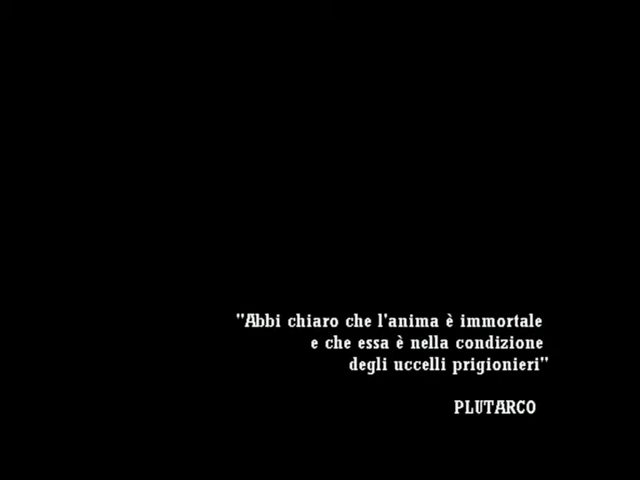 "Abbi chiaro che l'anima è immortale
e che essa è nella condizione
degli uccelli prigionieri"
PLUTARCO